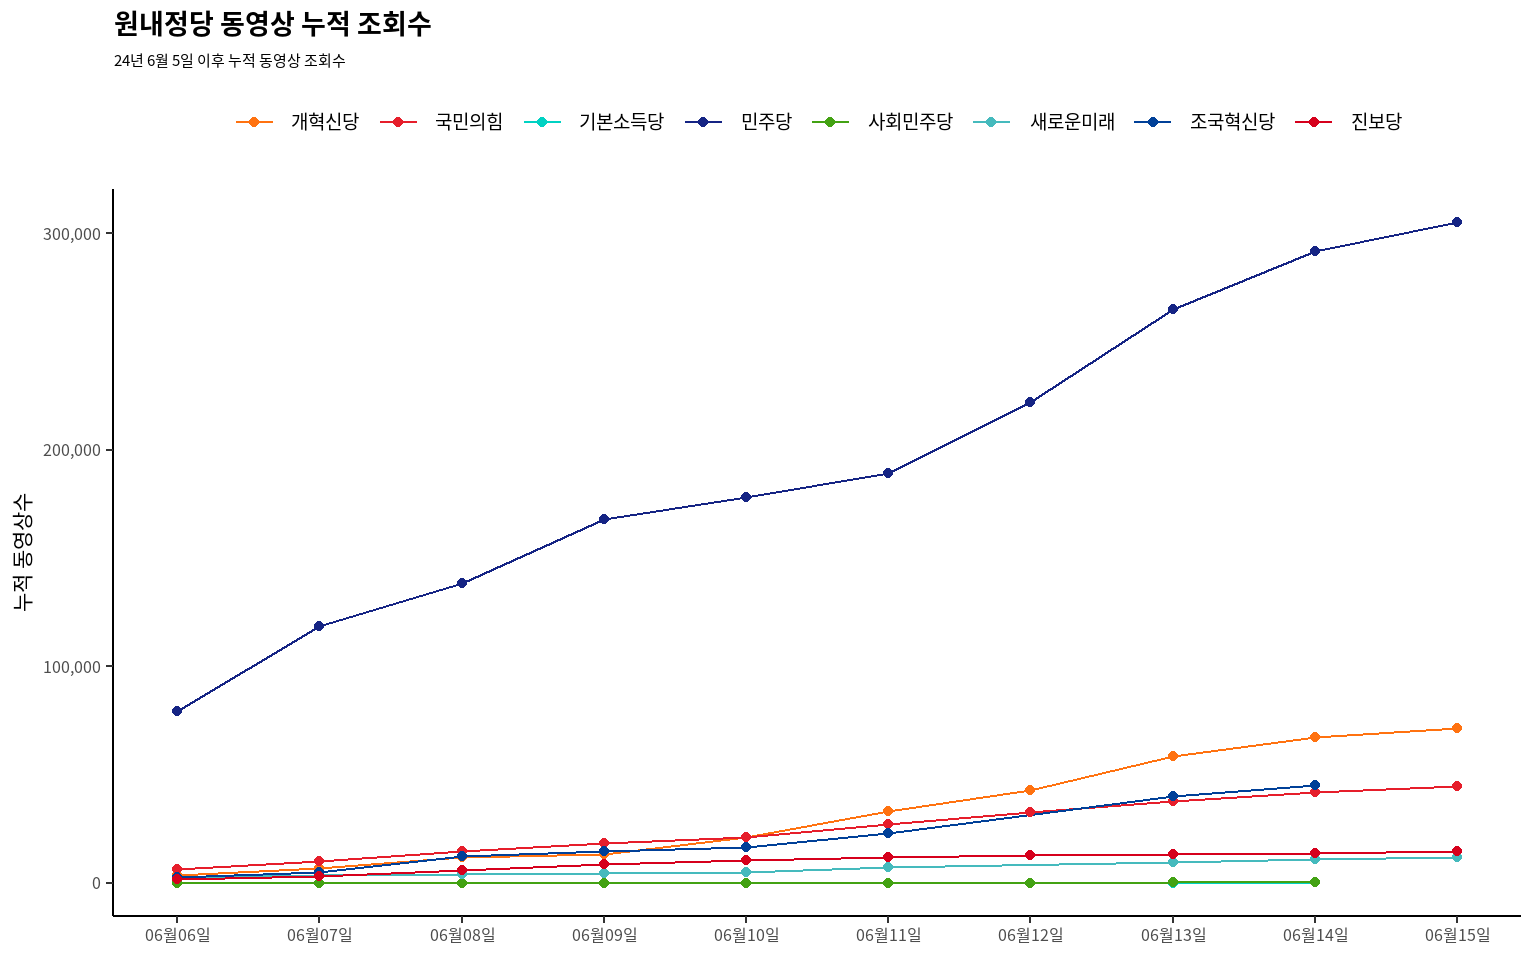 원내정당 동영상 누적 조회수
24년 6월 5일 이후 누적 동영상 조회수
개혁신당 국민의힘 기본소득당 민주당 사회민주당 새로운미래 조국혁신당 진보당
누적 동영상수
300,000
200,000
100,000
0
06월06일 06월07일 06월08일 06월09일 06월10일 06월11일 06월12일 06월13일 06월14일 06월15일